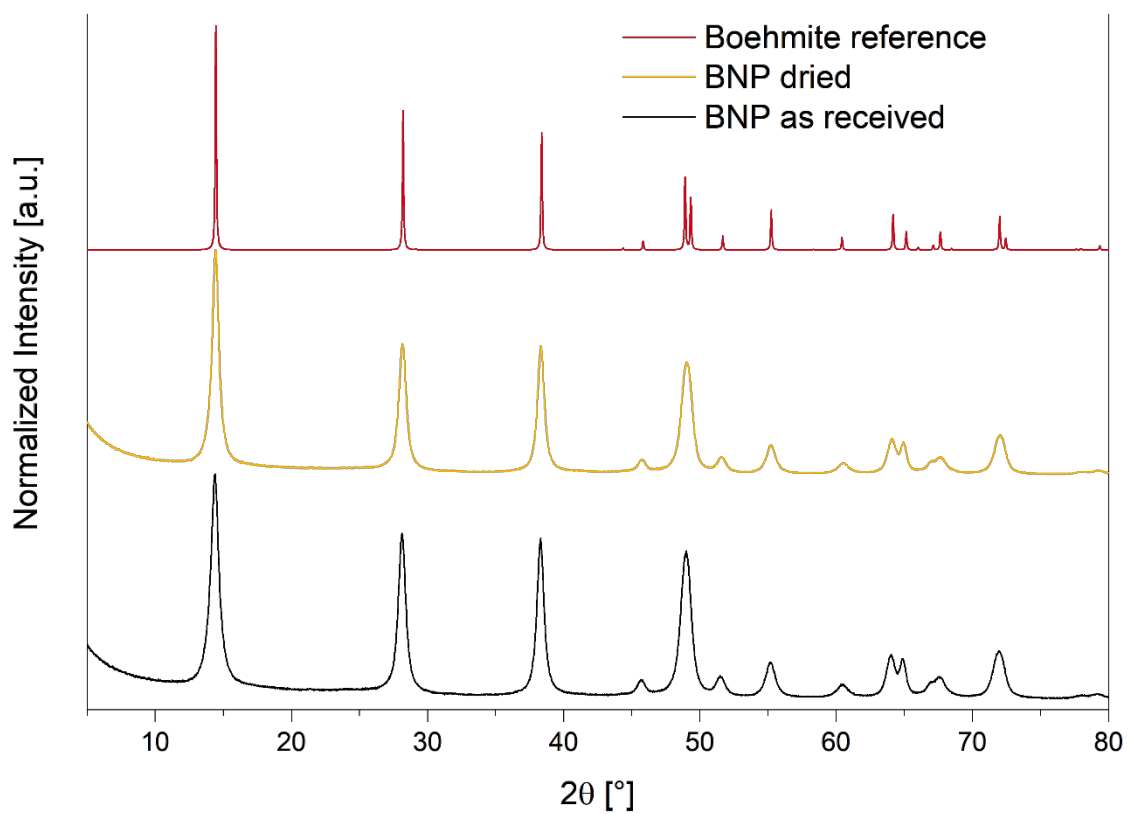 Boehmite reference
BNP dried
BNP as received
Normalized Intensity [a.u.]
10 20 30 40 50 60 70 80
2θ [°]